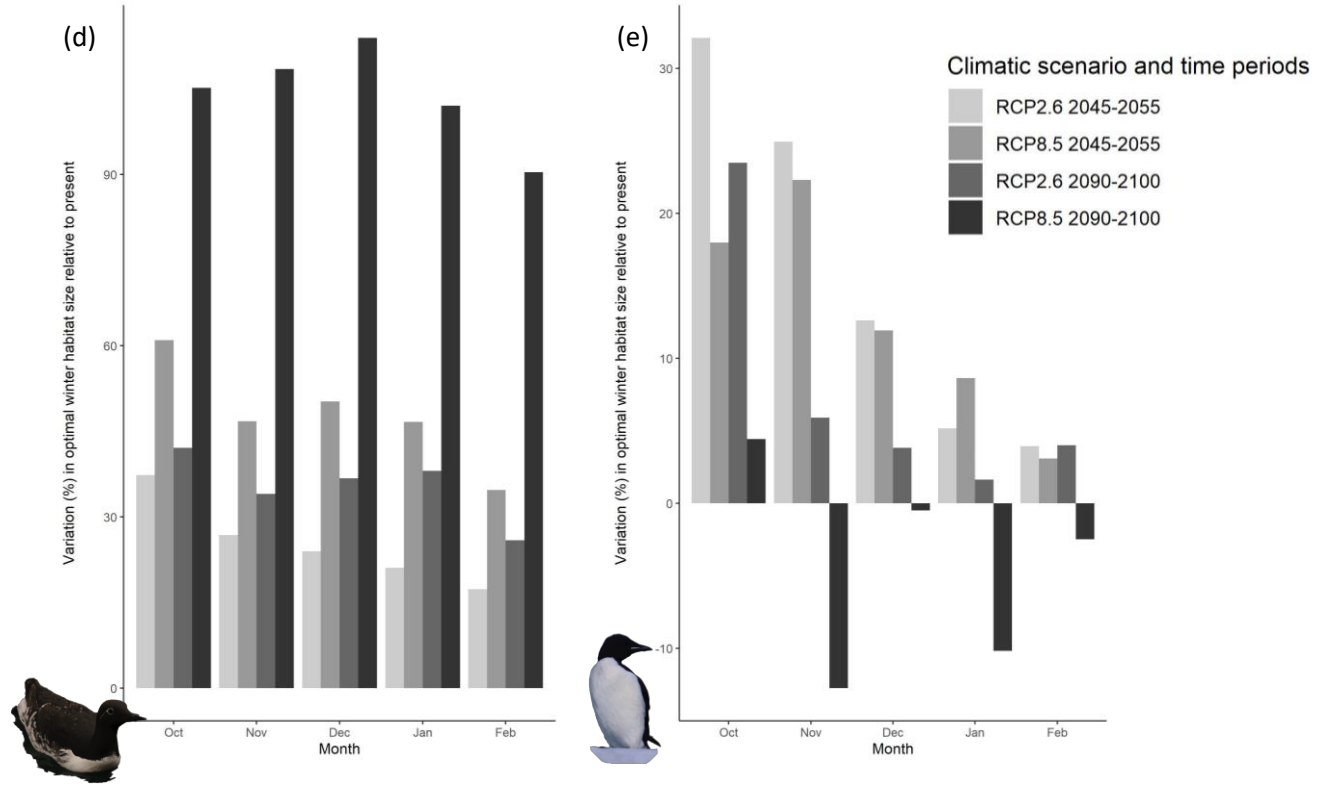 (d)
Variation (%) in optimal winter habitat size relative to present
90
60
30
0
Oct Nov Dec Jan Feb
Month
(e)
Variation (%) in optimal winter habitat size relative to present
30
20
10
0
-10
Oct Nov Dec Jan Feb
Month
Climatic scenario and time periods
RCP2.6 2045-2055
RCP8.5 2045-2055
RCP2.6 2090-2100
RCP8.5 2090-2100